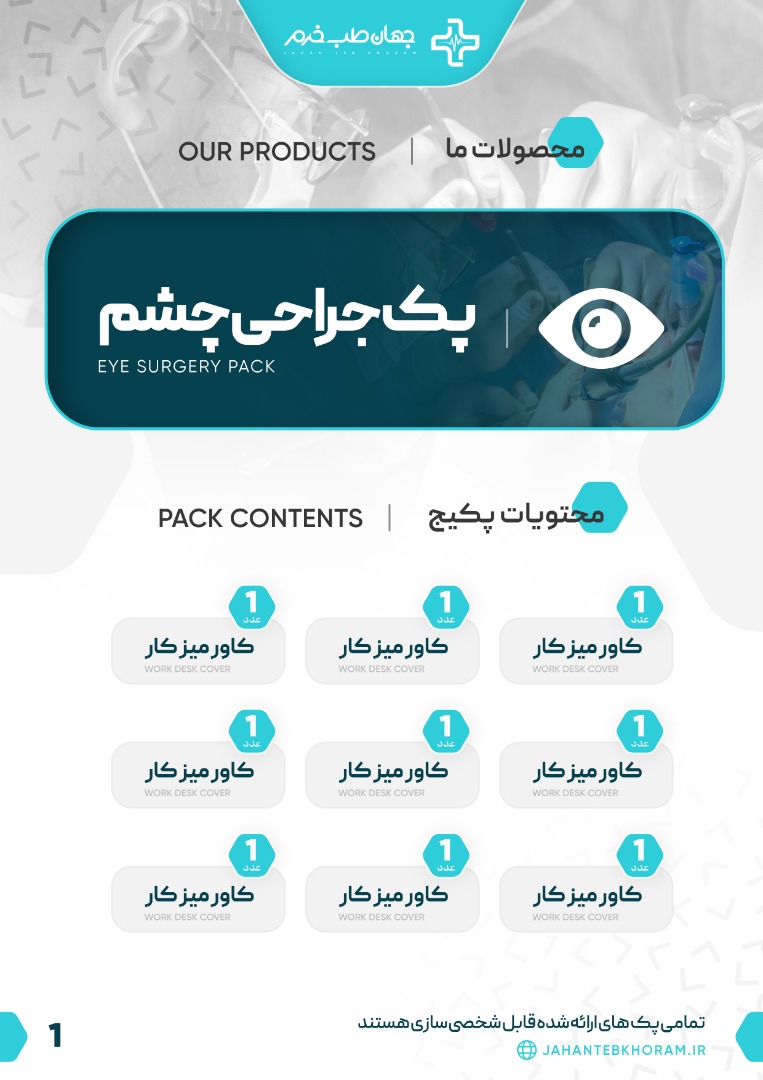 جهان طب خرم
JAHAN TEB KHORAM
محصولات ما | OUR PRODUCTS
پک جراحی چشم
EYE SURGERY PACK
محتویات پکیج | PACK CONTENTS
1
عدد
کاور میز کار
WORK DESK COVER
1
عدد
کاور میز کار
WORK DESK COVER
1
عدد
کاور میز کار
WORK DESK COVER
1
عدد
کاور میز کار
WORK DESK COVER
1
عدد
کاور میز کار
WORK DESK COVER
1
عدد
کاور میز کار
WORK DESK COVER
1
عدد
کاور میز کار
WORK DESK COVER
1
عدد
کاور میز کار
WORK DESK COVER
1
عدد
کاور میز کار
WORK DESK COVER
تمامی پک های ارائه شده قابل شخصی سازی هستند
JAHANTEBKHORAM.IR
1